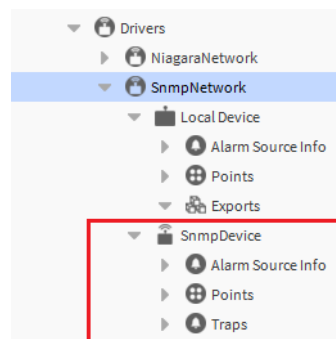 Drivers
NiagaraNetwork
SnmpNetwork
Local Device
Alarm Source Info
Points
Exports
SnmpDevice
Alarm Source Info
Points
Traps